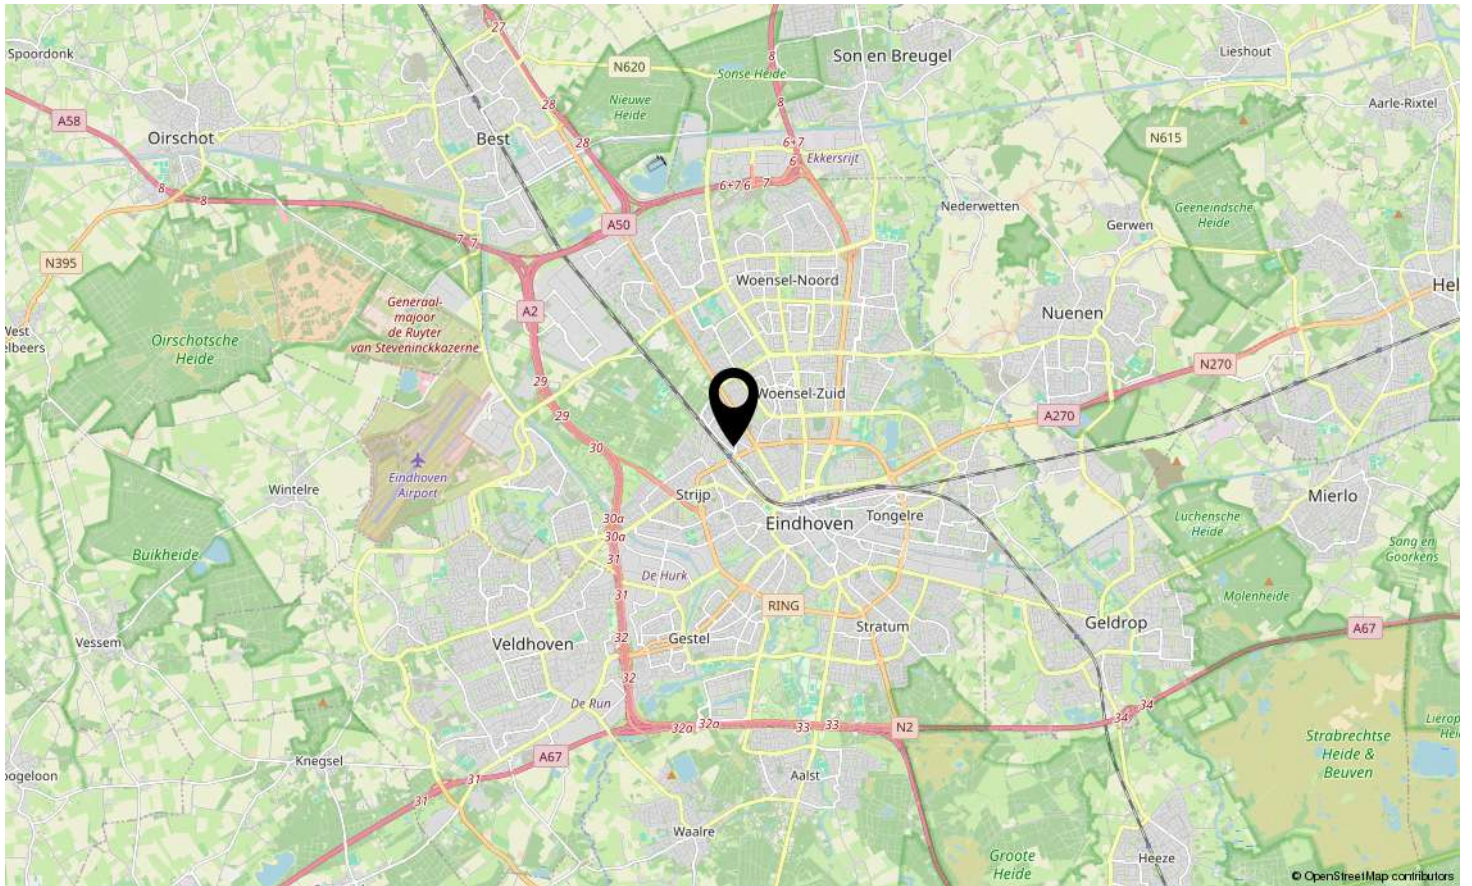 27
Spoordonk
Son en Breugel
Lieshout
8
N620
Sonse Heide
Nieuwe
Heide
28
8
Aarle-Rixtel
A58
Oirschot
Best
28
6+7
6
Ekkersrijt
N615
8
8
6+7
6
7
Nederwetten
Geeneindsche
Heide
A50
Gerwen
7
7
N395
Woensel-Noord
Hel
A2
Generaal-
majoor
de Ruyter
van Steveninckkazerne
Nuenen
West
elbeers
Oirschotsche
Heide
N270
29
Woensel-Zuid
29
A270
30
Eindhoven
Airport
Wintelre
Strijp
Mierlo
30a
Eindhoven
Tongelre
Luchensche
Heide
30a
Buikheide
31
Sang en
Goorkens
De Hurk
31
RING
Molenheide
Vessem
32
Gestel
Stratum
Geldrop
A67
Veldhoven
32
De Run
34
34
32a
32a
33
33
N2
Lierop
Hei
Strabrechtse
Heide &
Beuven
A67
Knegsel
oogeloon
31
31
Aalst
Waalre
Groote
Heide
Heeze
© OpenStreetMap contributors